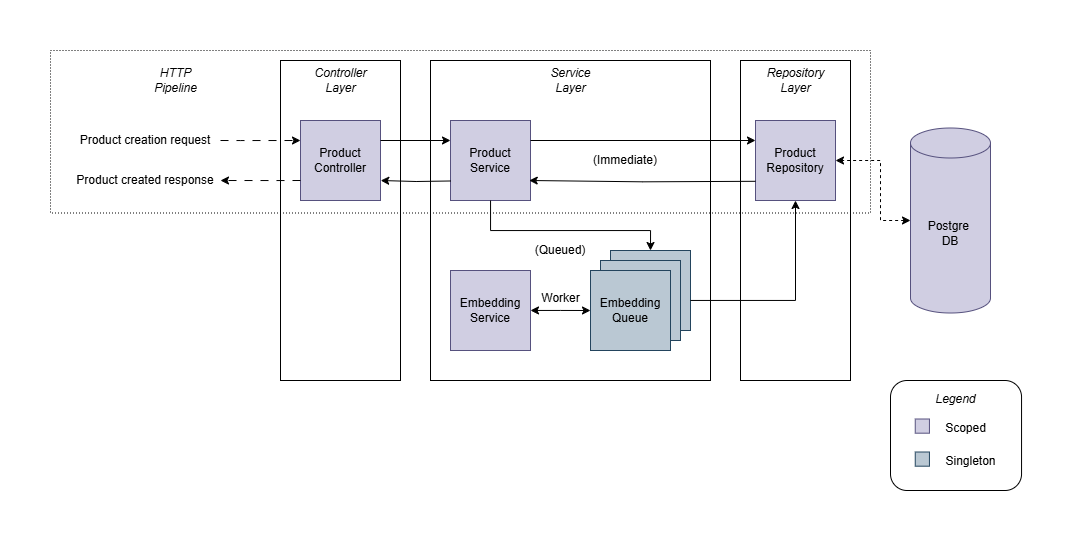 HTTP
Pipeline
Controller
Layer
Service
Layer
Repository
Layer
Product creation request
Product created response
Product
Controller
Product
Service
(Immediate)
Product
Repository
Postgre
DB
(Queued)
Embedding
Service
Worker
Embedding
Queue
Legend
Scoped
Singleton